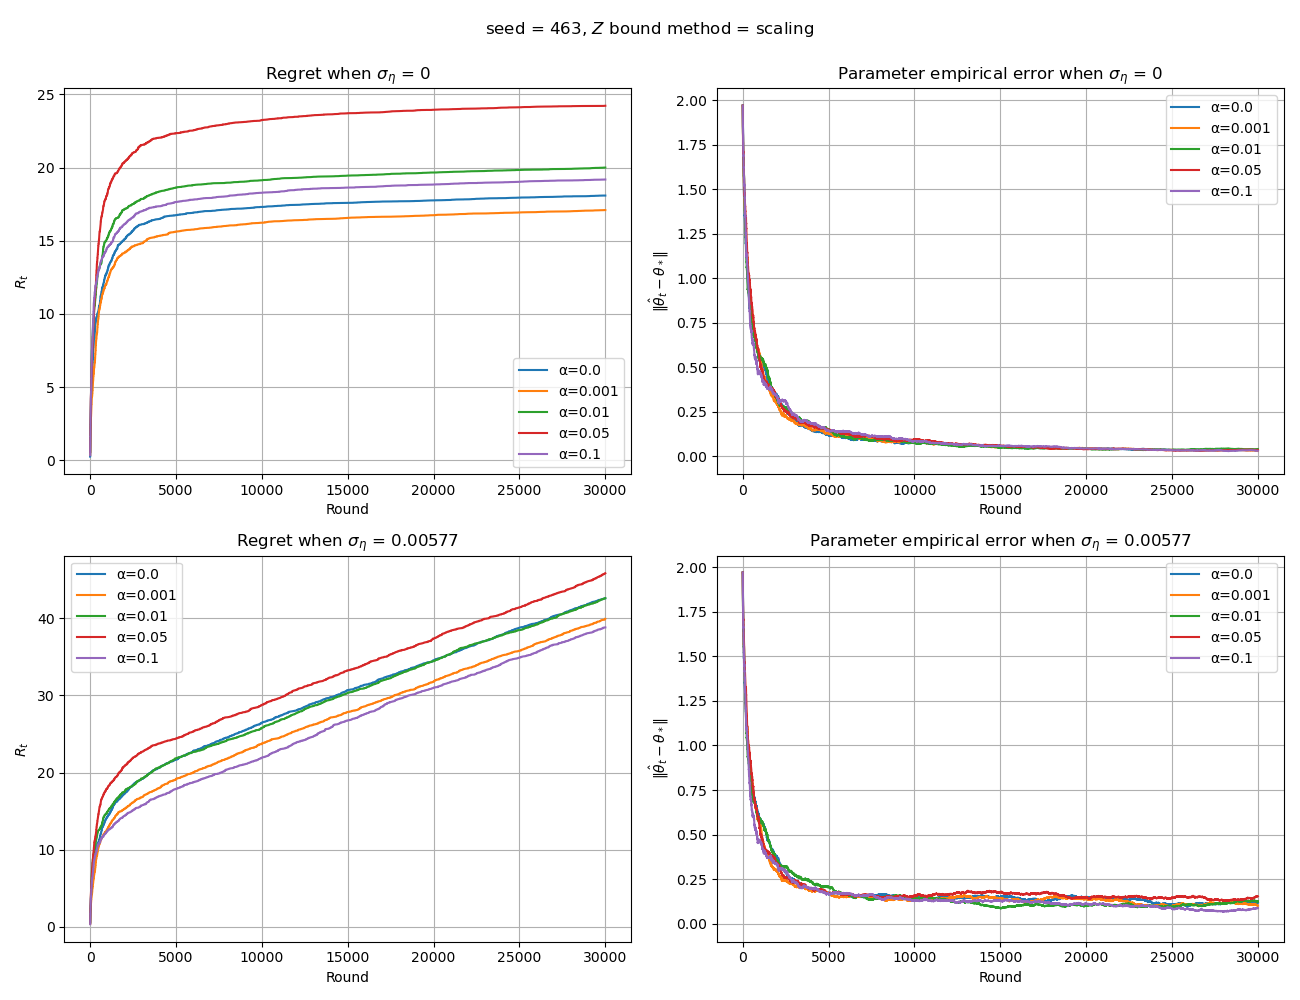 seed = 463, Z bound method = scaling
Regret when σ_η = 0
R_t
25
20
15
10
5
0
0 5000 10000 15000 20000 25000 30000
Round
α=0.0
α=0.001
α=0.01
α=0.05
α=0.1
Parameter empirical error when σ_η = 0
‖θ̂_t − θ_*‖
2.00
1.75
1.50
1.25
1.00
0.75
0.50
0.25
0.00
0 5000 10000 15000 20000 25000 30000
Round
α=0.0
α=0.001
α=0.01
α=0.05
α=0.1
Regret when σ_η = 0.00577
R_t
40
30
20
10
0
0 5000 10000 15000 20000 25000 30000
Round
α=0.0
α=0.001
α=0.01
α=0.05
α=0.1
Parameter empirical error when σ_η = 0.00577
‖θ̂_t − θ_*‖
2.00
1.75
1.50
1.25
1.00
0.75
0.50
0.25
0.00
0 5000 10000 15000 20000 25000 30000
Round
α=0.0
α=0.001
α=0.01
α=0.05
α=0.1